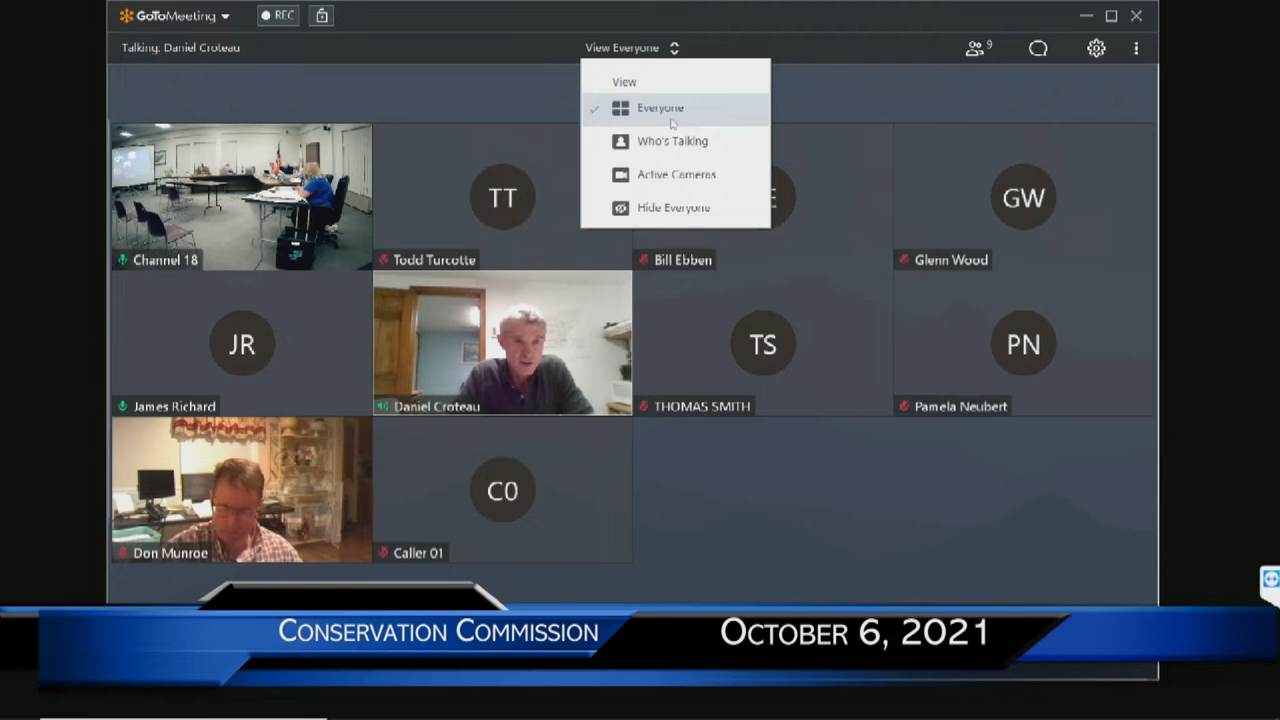 GoToMeeting
REC
Talking: Daniel Croteau
View Everyone
9
View
Everyone
Who's Talking
Active Cameras
Hide Everyone
TT
E
GW
Channel 18
Todd Turcotte
Bill Ebben
Glenn Wood
JR
TS
PN
James Richard
Daniel Croteau
THOMAS SMITH
Pamela Neubert
C0
Don Munroe
Caller 01
CONSERVATION COMMISSION
OCTOBER 6, 2021